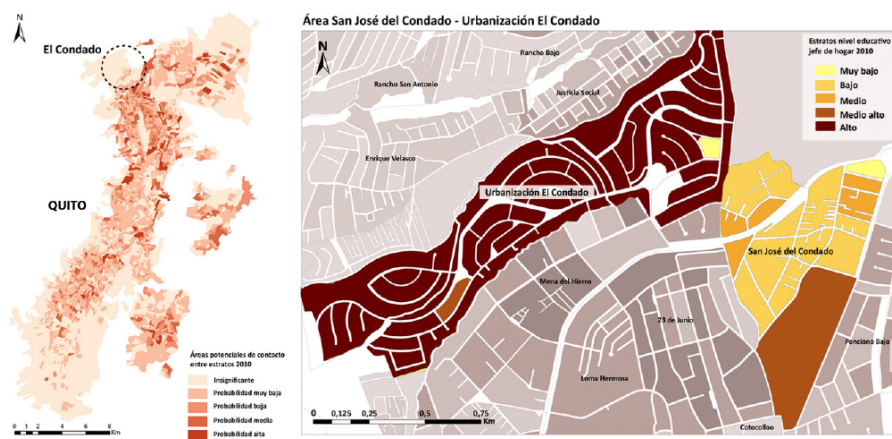 N
El Condado
QUITO
Áreas potenciales de contacto
entre estratos 2010
Insignificante
Probabilidad muy baja
Probabilidad baja
Probabilidad media
Probabilidad alta
0 1 2 4 6 8
Km
Área San José del Condado - Urbanización El Condado
N
Estratos nivel educativo
jefe de hogar 2010
Muy bajo
Bajo
Medio
Medio alto
Alto
Rancho Bajo
Rancho San Antonio
Justicia Social
Enrique Velasco
Urbanización El Condado
San José del Condado
Mena del Hierro
23 de Junio
Ponciano Bajo
Loma Hermosa
Cotocollao
0 0,125 0,25 0,5 0,75
Km